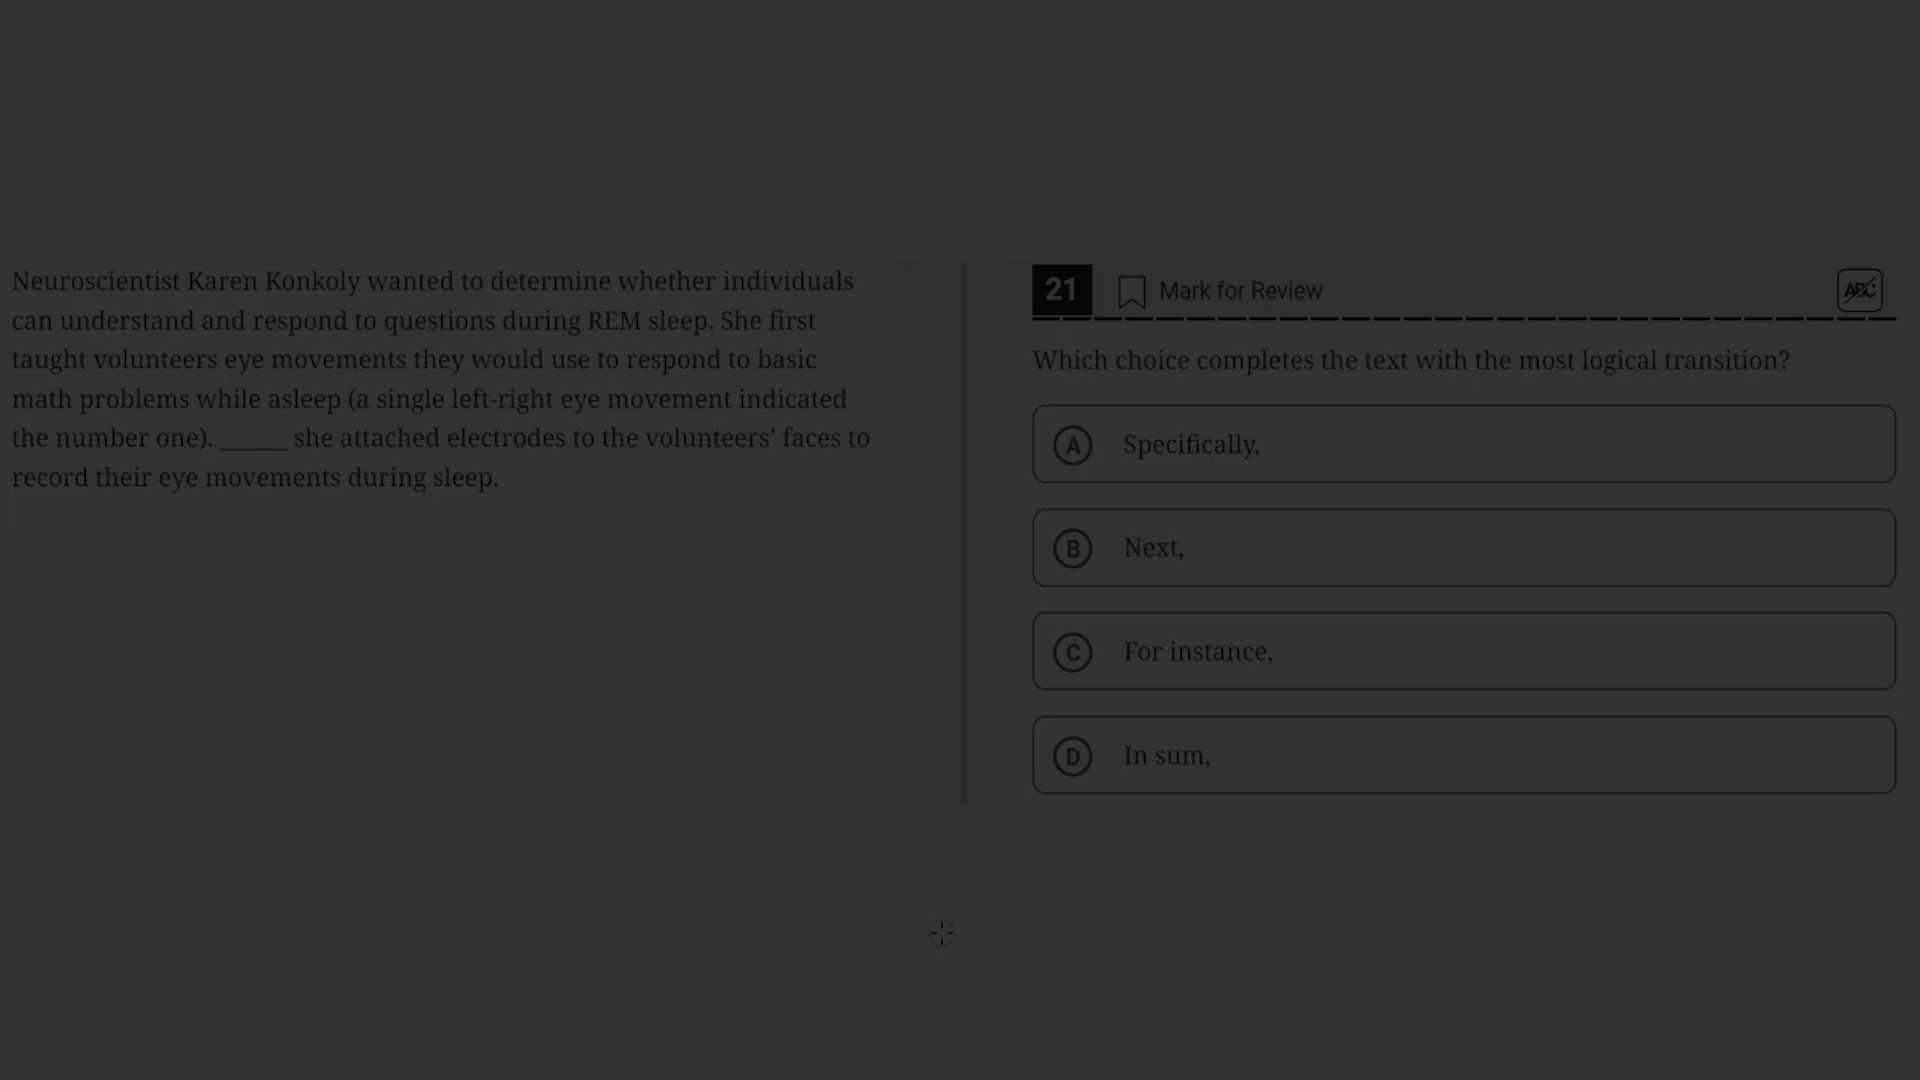 Neuroscientist Karen Konkoly wanted to determine whether individuals
can understand and respond to questions during REM sleep. She first
taught volunteers eye movements they would use to respond to basic
math problems while asleep (a single left-right eye movement indicated
the number one). ______ she attached electrodes to the volunteers’ faces to
record their eye movements during sleep.
21 Mark for Review ABC
Which choice completes the text with the most logical transition?
A Specifically,
B Next,
C For instance,
D In sum,